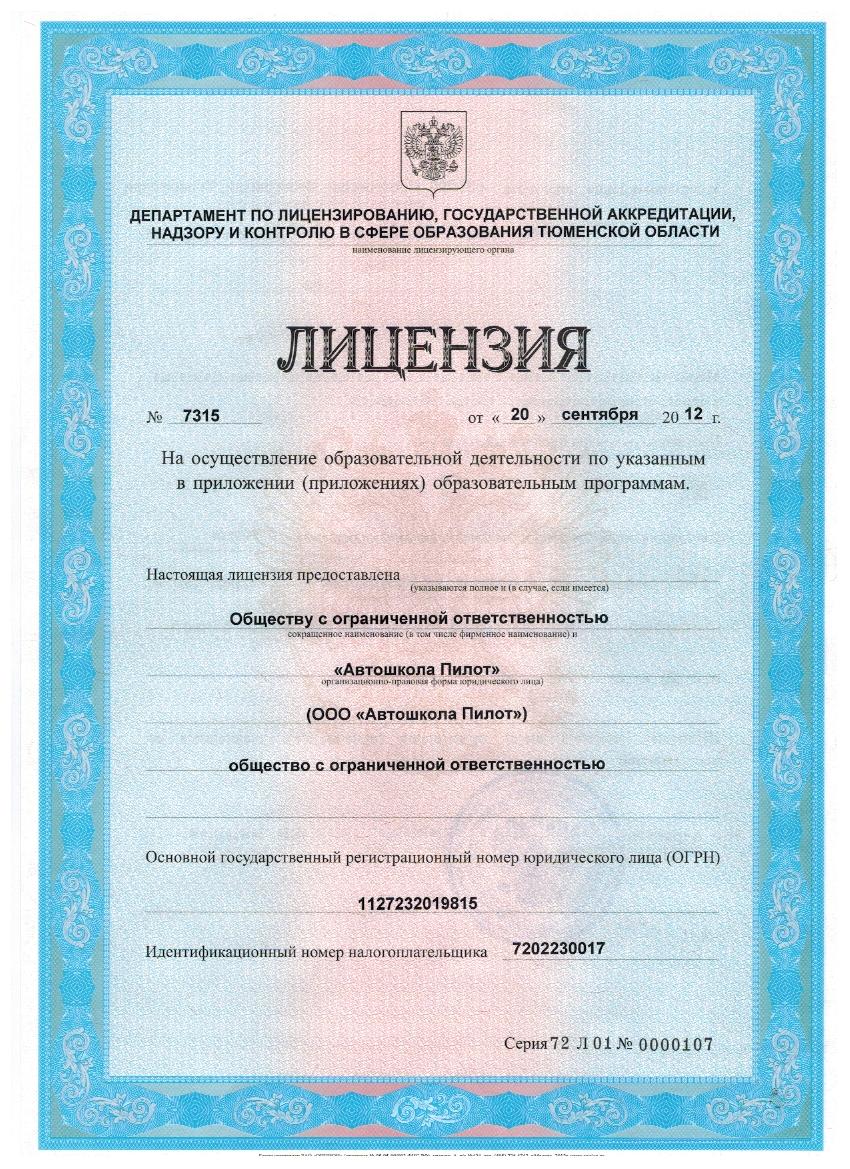 ДЕПАРТАМЕНТ ПО ЛИЦЕНЗИРОВАНИЮ, ГОСУДАРСТВЕННОЙ АККРЕДИТАЦИИ,
НАДЗОРУ И КОНТРОЛЮ В СФЕРЕ ОБРАЗОВАНИЯ ТЮМЕНСКОЙ ОБЛАСТИ
наименование лицензирующего органа
ЛИЦЕНЗИЯ
№ 7315 от « 20 » сентября 20 12 г.
На осуществление образовательной деятельности по указанным
в приложении (приложениях) образовательным программам.
Настоящая лицензия предоставлена
(указываются полное и (в случае, если имеется)
Обществу с ограниченной ответственностью
сокращенное наименование (в том числе фирменное наименование) и
«Автошкола Пилот»
организационно-правовая форма юридического лица)
(ООО «Автошкола Пилот»)
общество с ограниченной ответственностью
Основной государственный регистрационный номер юридического лица (ОГРН)
1127232019815
Идентификационный номер налогоплательщика 7202230017
Серия 72 Л 01 № 0000107